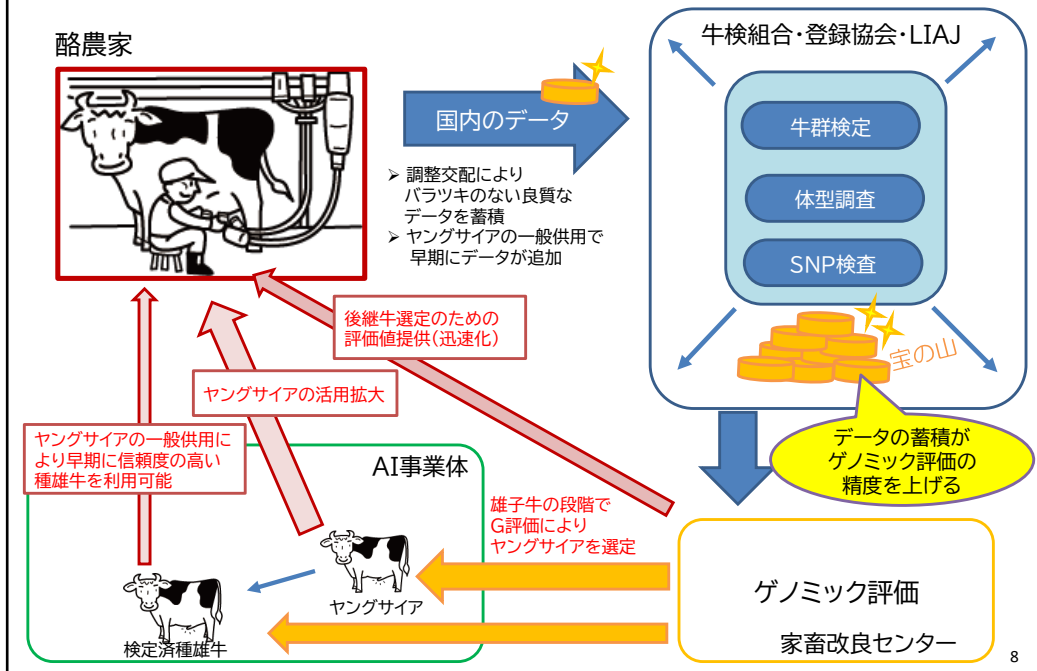 酪農家
国内のデータ
➢ 調整交配により
バラツキのない良質な
データを蓄積
➢ ヤングサイアの一般供用で
早期にデータが追加
牛検組合・登録協会・LIAJ
牛群検定
体型調査
SNP検査
宝の山
データの蓄積が
ゲノミック評価の
精度を上げる
後継牛選定のための
評価値提供(迅速化)
ヤングサイアの活用拡大
ヤングサイアの一般供用に
より早期に信頼度の高い
種雄牛を利用可能
AI事業体
雄子牛の段階で
G評価により
ヤングサイアを選定
ヤングサイア
検定済種雄牛
ゲノミック評価
家畜改良センター
8